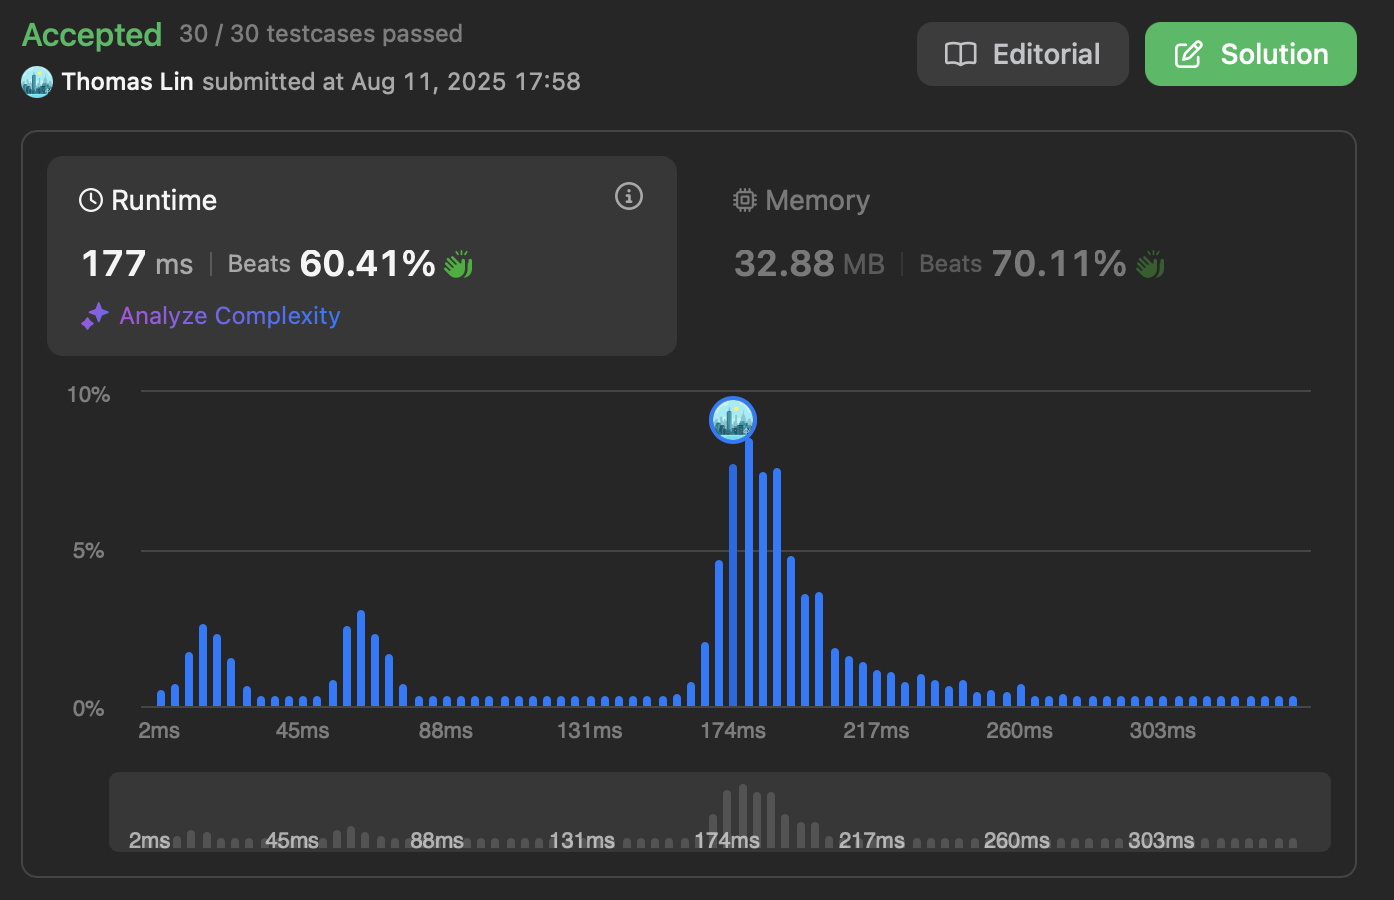 Accepted 30 / 30 testcases passed
Editorial
Solution
Thomas Lin submitted at Aug 11, 2025 17:58
Runtime
177 ms | Beats 60.41%
Analyze Complexity
Memory
32.88 MB | Beats 70.11%
10%
5%
0%
2ms 45ms 88ms 131ms 174ms 217ms 260ms 303ms
2ms 45ms 88ms 131ms 174ms 217ms 260ms 303ms